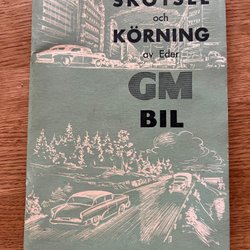 SKÖTSEL
och
KÖRNING
av Eder
GM
BIL